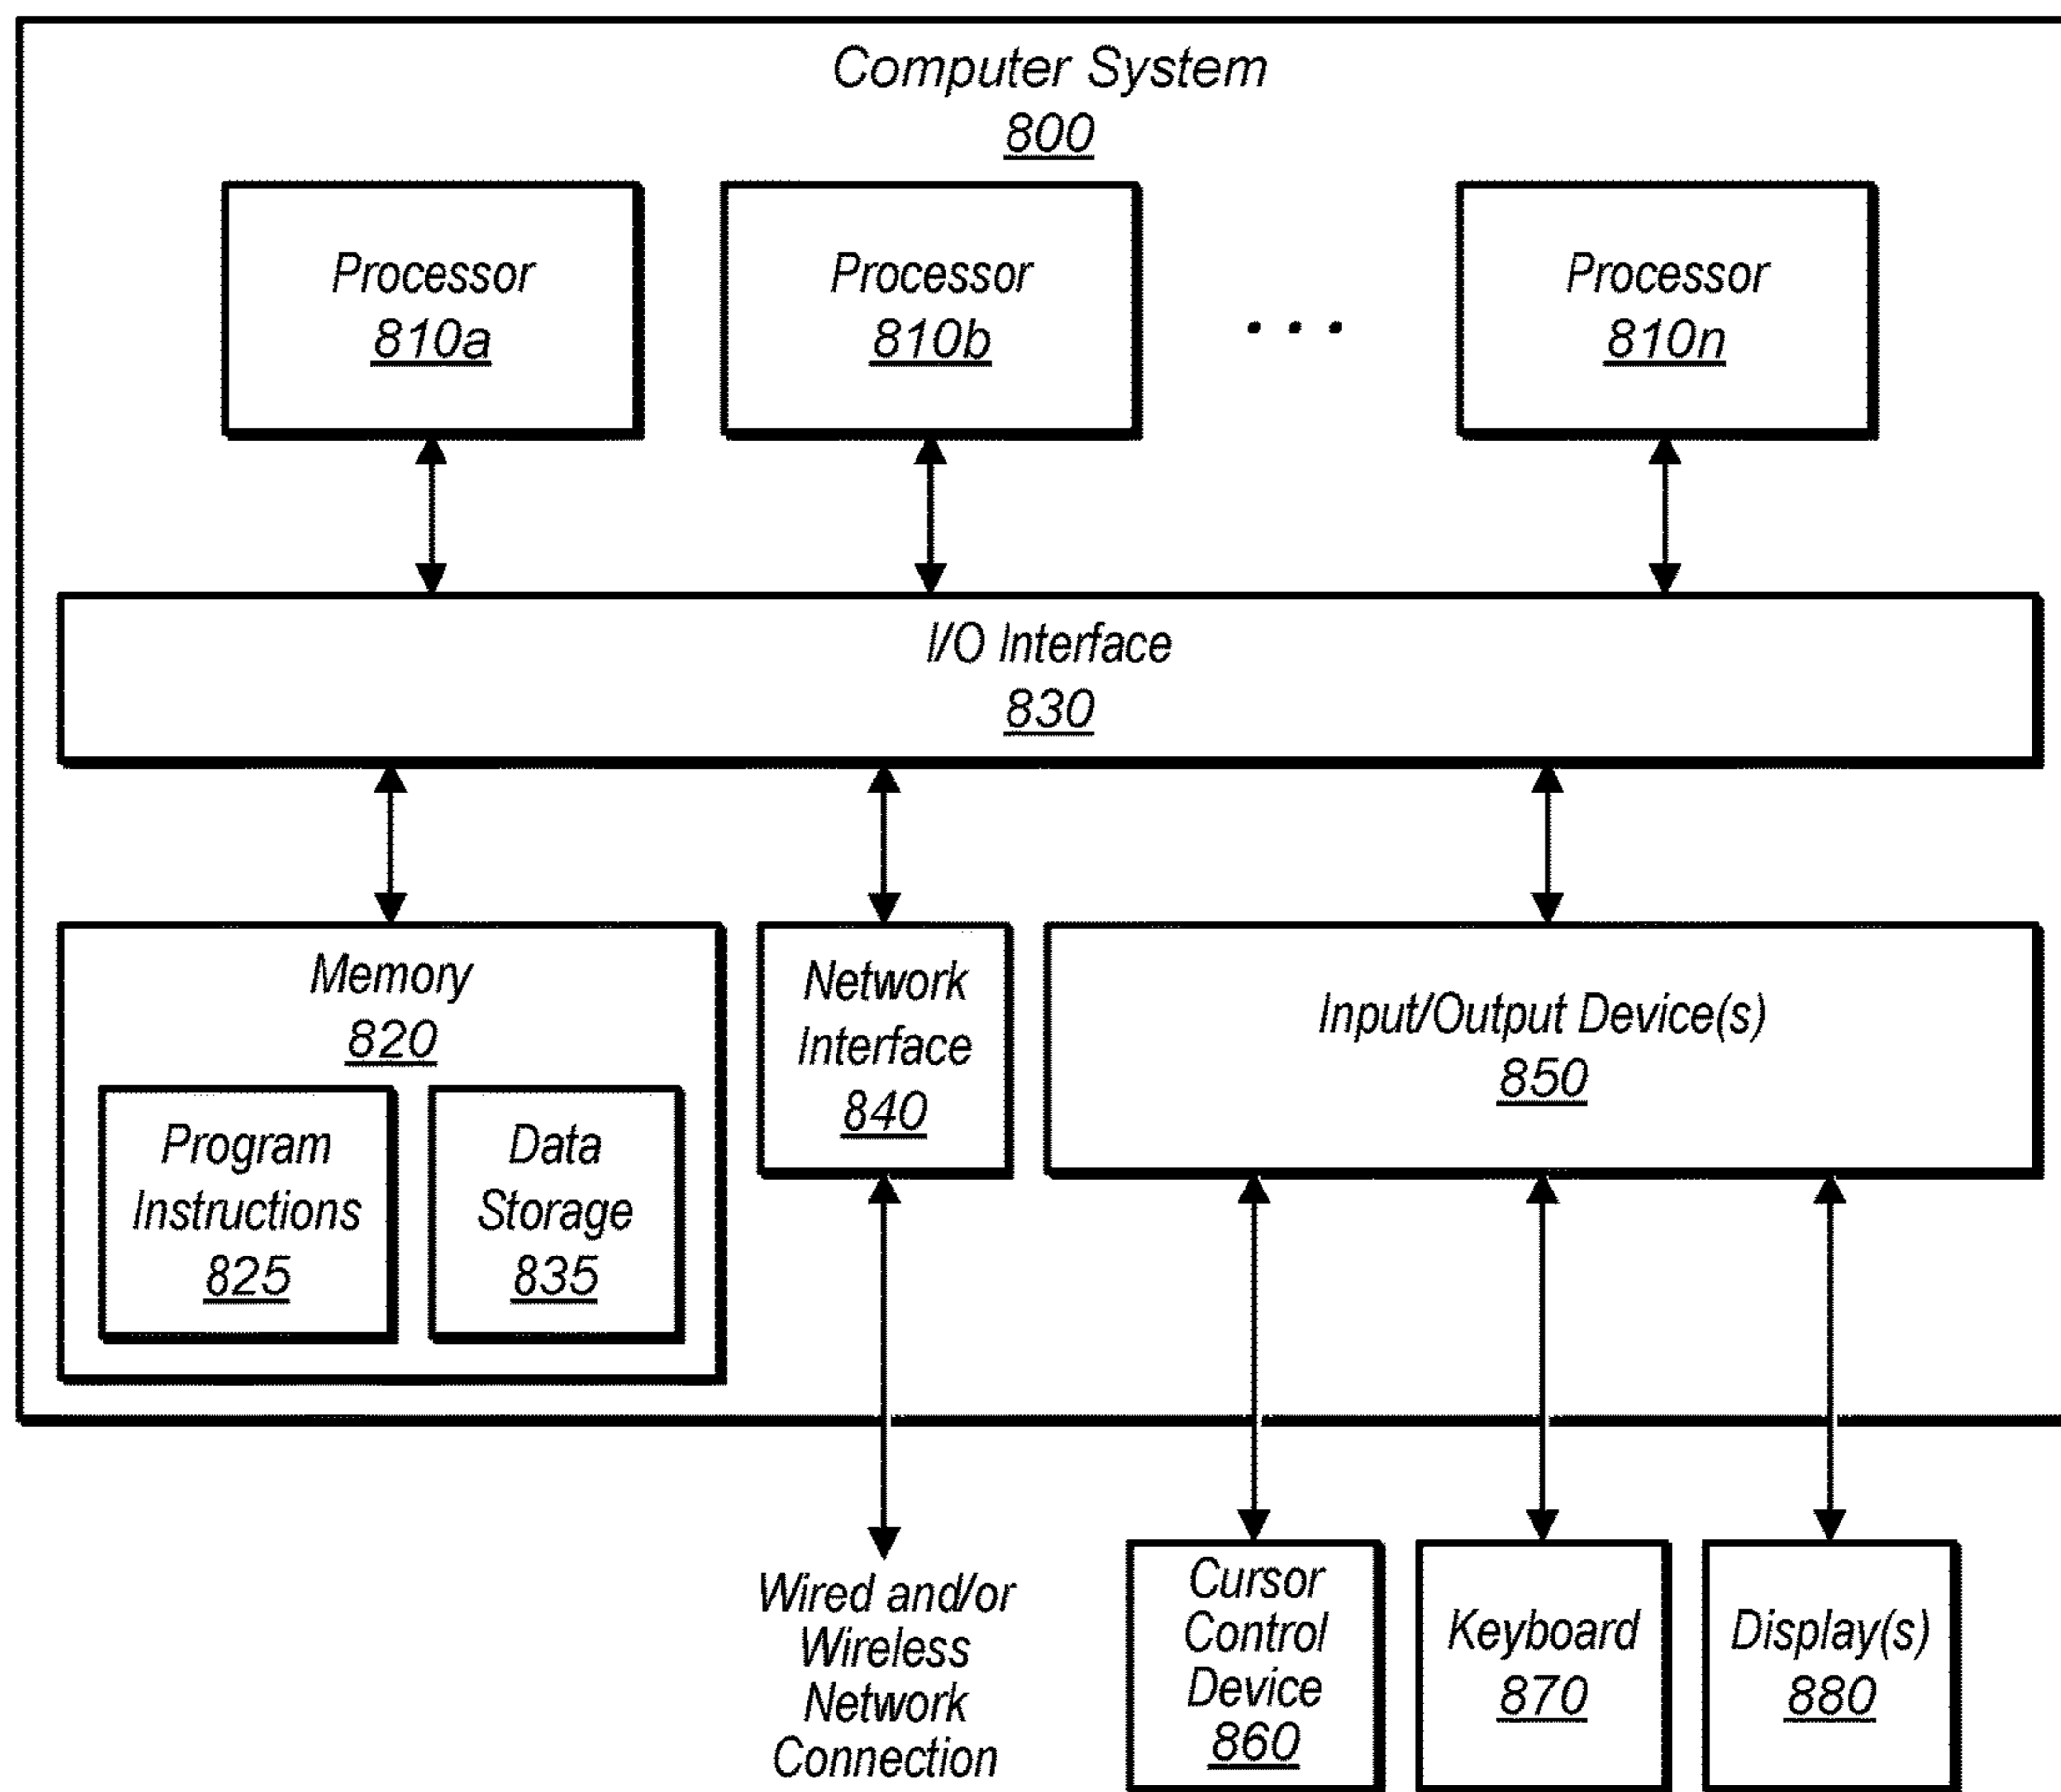 Computer System
800
Processor
810a
Processor
810b
. . .
Processor
810n
I/O Interface
830
Memory
820
Program
Instructions
825
Data
Storage
835
Network
Interface
840
Input/Output Device(s)
850
Wired and/or
Wireless
Network
Connection
Cursor
Control
Device
860
Keyboard
870
Display(s)
880